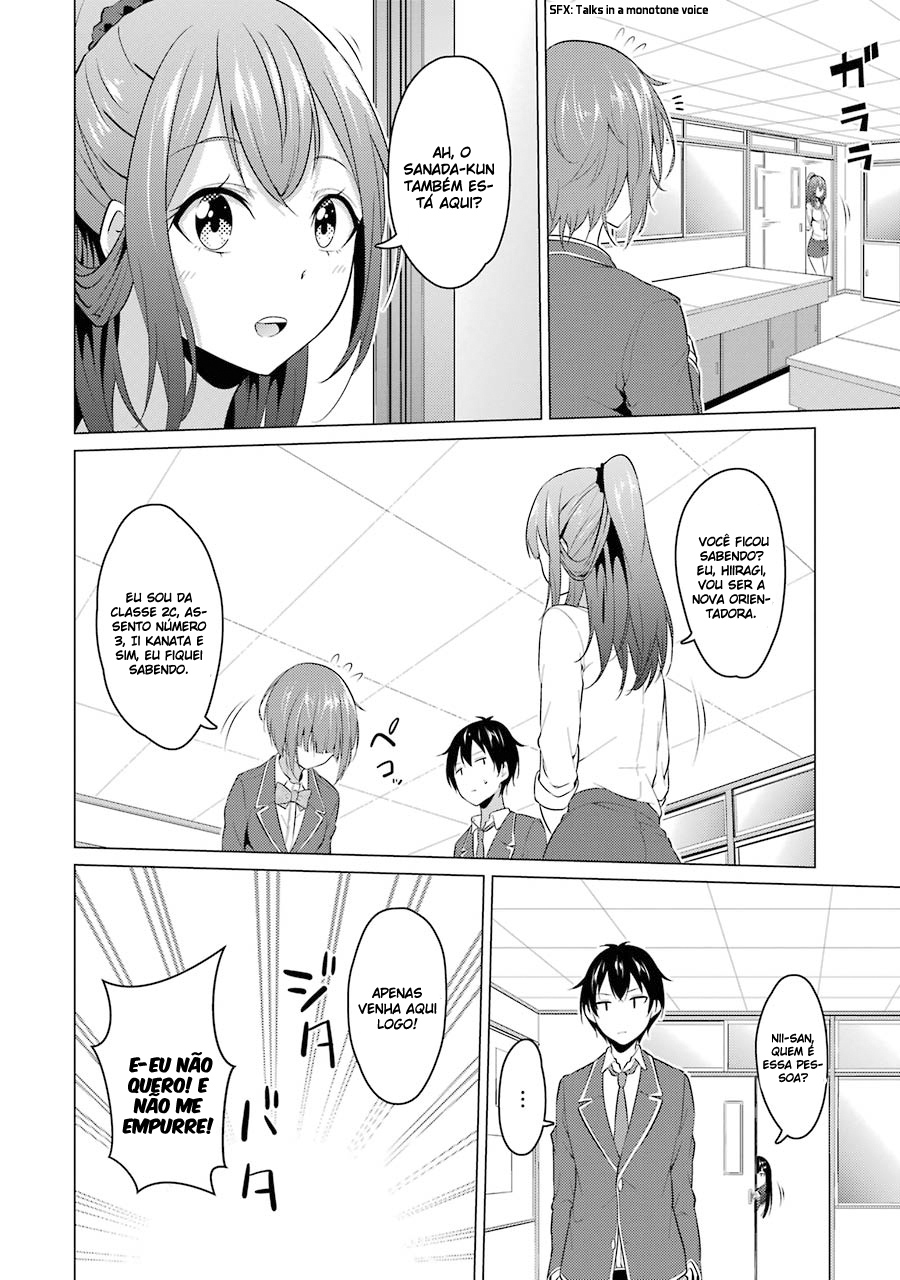 SFX: Talks in a monotone voice
ガララ
AH, O
SANADA-KUN
TAMBÉM ES-
TÁ AQUI?
VOCÊ FICOU
SABENDO?
EU, HIIRAGI,
VOU SER A
NOVA ORIEN-
TADORA.
EU SOU DA
CLASSE 2C, AS-
SENTO NÚMERO
3, II KANATA E
SIM, EU FIQUEI
SABENDO.
ペコ
NII-SAN,
QUEM É
ESSA PES-
SOA?
...
APENAS
VENHA AQUI
LOGO!
ジタ
バタ
E-EU NÃO
QUERO! E
NÃO ME
EMPURRE!